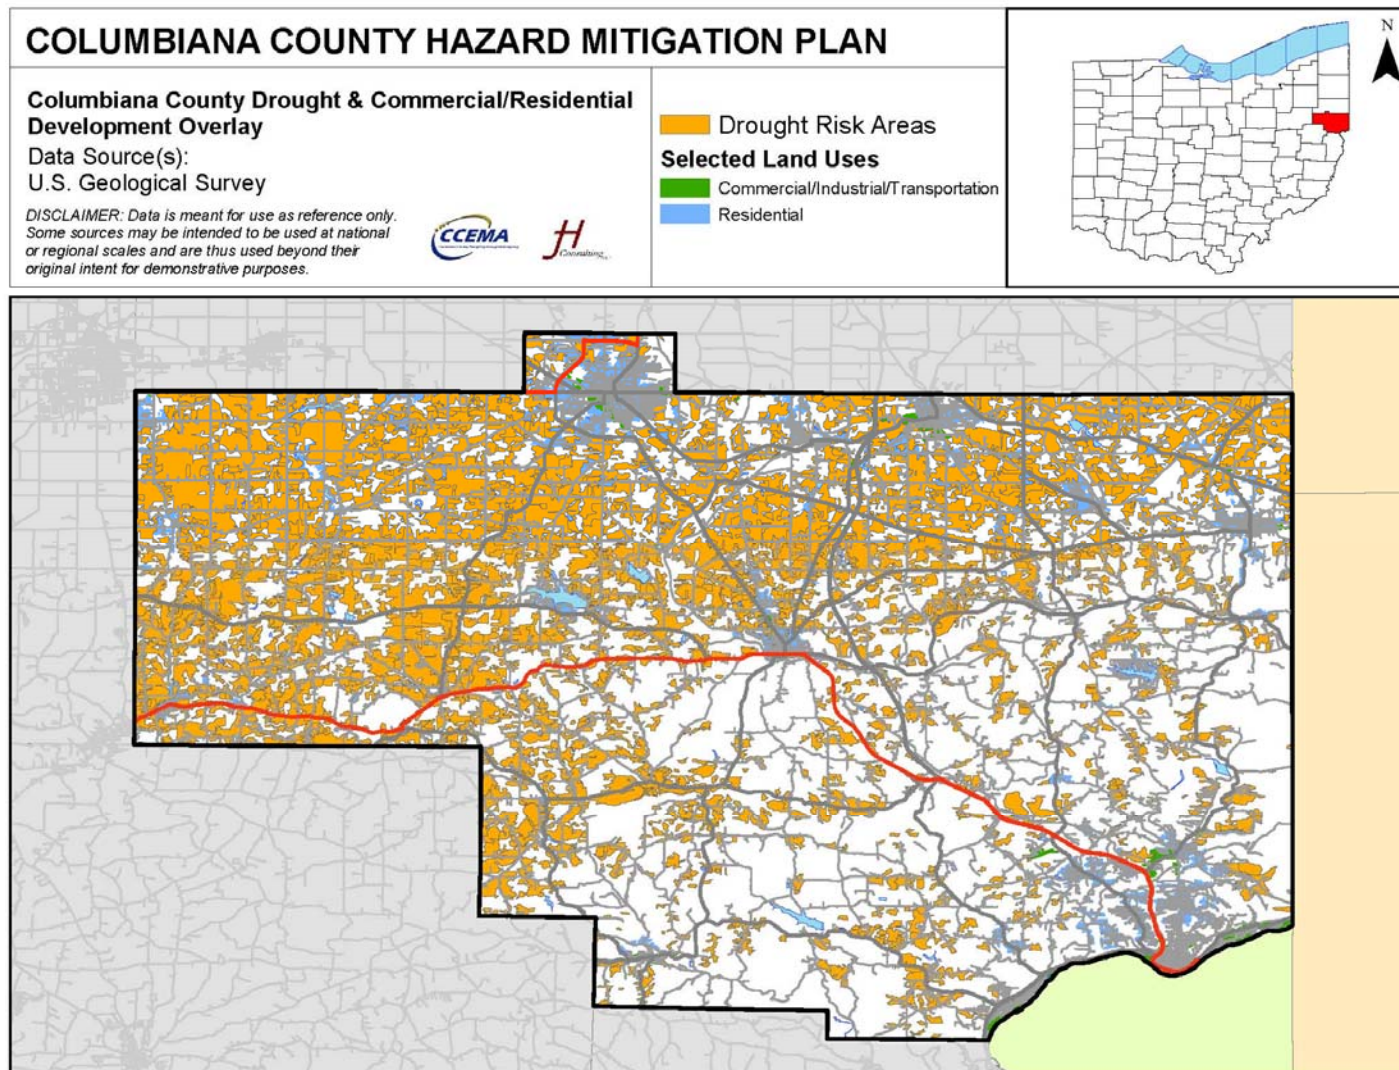 COLUMBIANA COUNTY HAZARD MITIGATION PLAN
Columbiana County Drought & Commercial/Residential
Development Overlay
Data Source(s):
U.S. Geological Survey
DISCLAIMER: Data is meant for use as reference only.
Some sources may be intended to be used at national
or regional scales and are thus used beyond their
original intent for demonstrative purposes.
CCEMA
JH
Consulting
Drought Risk Areas
Selected Land Uses
Commercial/Industrial/Transportation
Residential
N